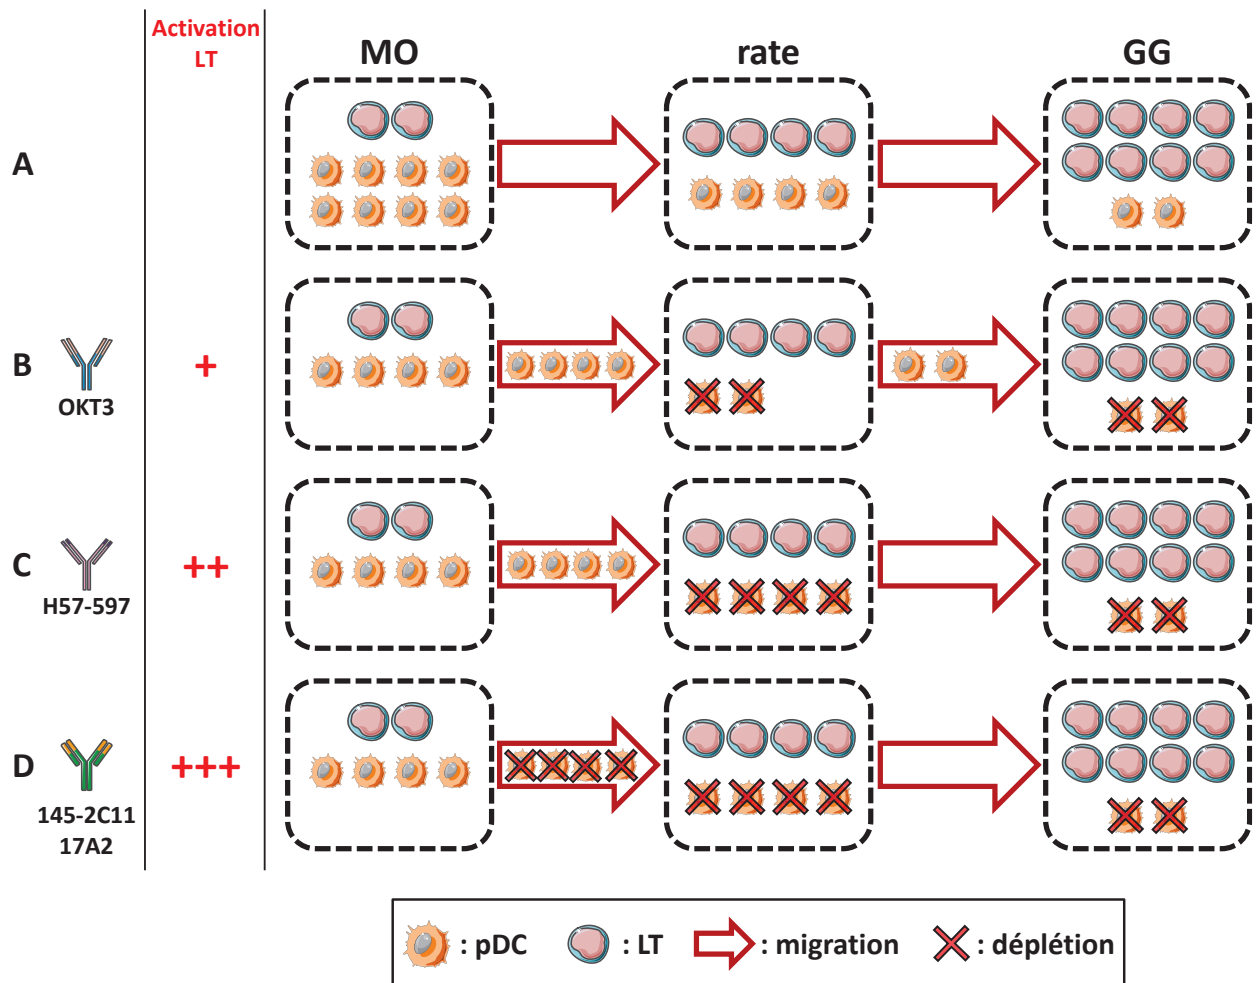 Activation
LT
MO
rate
GG
A
B
OKT3
+
C
H57-597
++
D
145-2C11
17A2
+++
: pDC
: LT
: migration
: déplétion